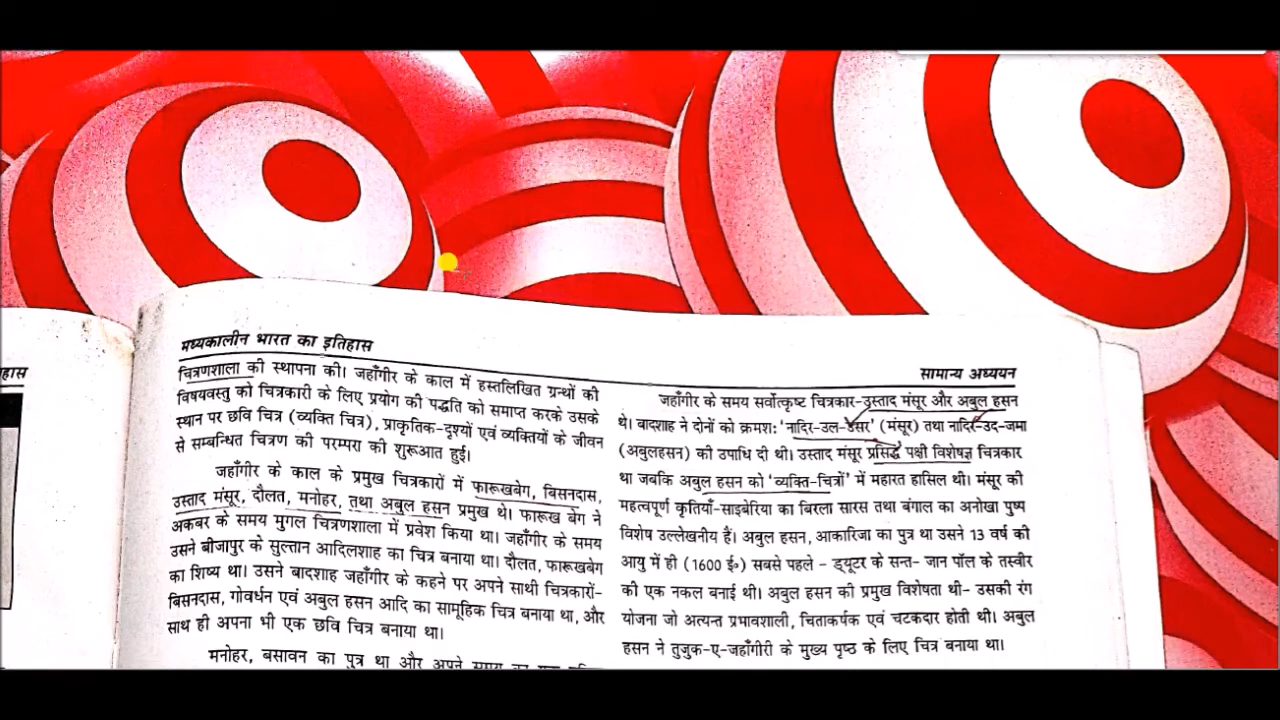 हास
मध्यकालीन भारत का इतिहास
सामान्य अध्ययन
चित्रणशाला की स्थापना की। जहाँगीर के काल में हस्तलिखित ग्रन्थों की
विषयवस्तु को चित्रकारी के लिए प्रयोग की पद्धति को समाप्त करके उसके
स्थान पर छवि चित्र (व्यक्ति चित्र), प्राकृतिक-दृश्यों एवं व्यक्तियों के जीवन
से सम्बन्धित चित्रण की परम्परा की शुरूआत हुई।
जहाँगीर के काल के प्रमुख चित्रकारों में फारूखबेग, बिसनदास,
उस्ताद मंसूर, दौलत, मनोहर, तथा अबुल हसन प्रमुख थे। फारूख बेग ने
अकबर के समय मुगल चित्रणशाला में प्रवेश किया था। जहाँगीर के समय
उसने बीजापुर के सुल्तान आदिलशाह का चित्र बनाया था। दौलत, फारूखबेग
का शिष्य था। उसने बादशाह जहाँगीर के कहने पर अपने साथी चित्रकारों-
बिसनदास, गोवर्धन एवं अबुल हसन आदि का सामूहिक चित्र बनाया था, और
साथ ही अपना भी एक छवि चित्र बनाया था।
मनोहर, बसावन का पुत्र था और अपने समय का
जहाँगीर के समय सर्वोत्कृष्ट चित्रकार-उस्ताद मंसूर और अबुल हसन
थे। बादशाह ने दोनों को क्रमश: 'नादिर-उल-असर' (मंसूर) तथा नादिर-उद-जमा
(अबुलहसन) की उपाधि दी थी। उस्ताद मंसूर प्रसिद्ध पक्षी विशेषज्ञ चित्रकार
था जबकि अबुल हसन को 'व्यक्ति-चित्रों' में महारत हासिल थी। मंसूर की
महत्वपूर्ण कृतियाँ-साइबेरिया का बिरला सारस तथा बंगाल का अनोखा पुष्प
विशेष उल्लेखनीय हैं। अबुल हसन, आकारिजा का पुत्र था उसने 13 वर्ष की
आयु में ही (1600 ई०) सबसे पहले - ड्यूटर के सन्त- जान पॉल के तस्वीर
की एक नकल बनाई थी। अबुल हसन की प्रमुख विशेषता थी- उसकी रंग
योजना जो अत्यन्त प्रभावशाली, चिताकर्षक एवं चटकदार होती थी। अबुल
हसन ने तुजुक-ए-जहाँगीरी के मुख्य पृष्ठ के लिए चित्र बनाया था।